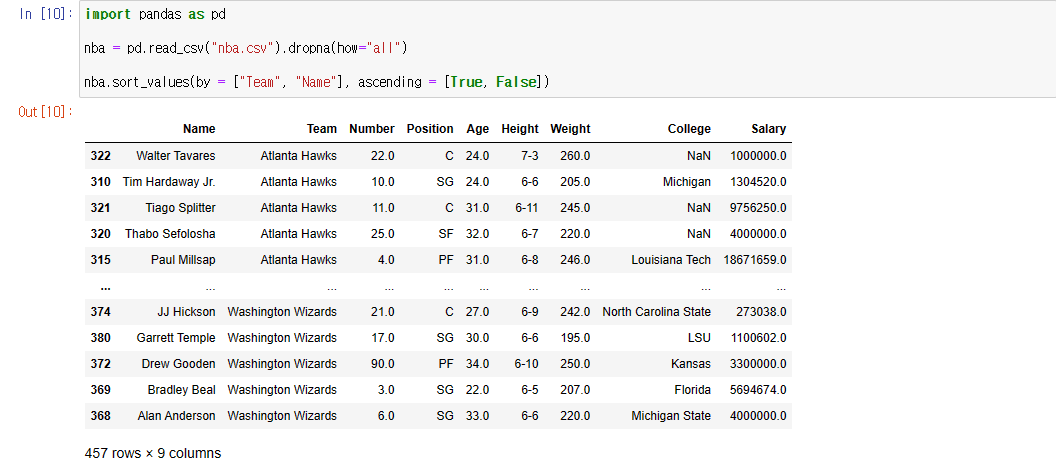 In [10]: import pandas as pd
nba = pd.read_csv("nba.csv").dropna(how="all")
nba.sort_values(by = ["Team", "Name"], ascending = [True, False])
Out[10]:
Name Team Number Position Age Height Weight College Salary
322 Walter Tavares Atlanta Hawks 22.0 C 24.0 7-3 260.0 NaN 1000000.0
310 Tim Hardaway Jr. Atlanta Hawks 10.0 SG 24.0 6-6 205.0 Michigan 1304520.0
321 Tiago Splitter Atlanta Hawks 11.0 C 31.0 6-11 245.0 NaN 9756250.0
320 Thabo Sefolosha Atlanta Hawks 25.0 SF 32.0 6-7 220.0 NaN 4000000.0
315 Paul Millsap Atlanta Hawks 4.0 PF 31.0 6-8 246.0 Louisiana Tech 18671659.0
... ... ... ... ... ... ... ... ... ...
374 JJ Hickson Washington Wizards 21.0 C 27.0 6-9 242.0 North Carolina State 273038.0
380 Garrett Temple Washington Wizards 17.0 SG 30.0 6-6 195.0 LSU 1100602.0
372 Drew Gooden Washington Wizards 90.0 PF 34.0 6-10 250.0 Kansas 3300000.0
369 Bradley Beal Washington Wizards 3.0 SG 22.0 6-5 207.0 Florida 5694674.0
368 Alan Anderson Washington Wizards 6.0 SG 33.0 6-6 220.0 Michigan State 4000000.0
457 rows × 9 columns